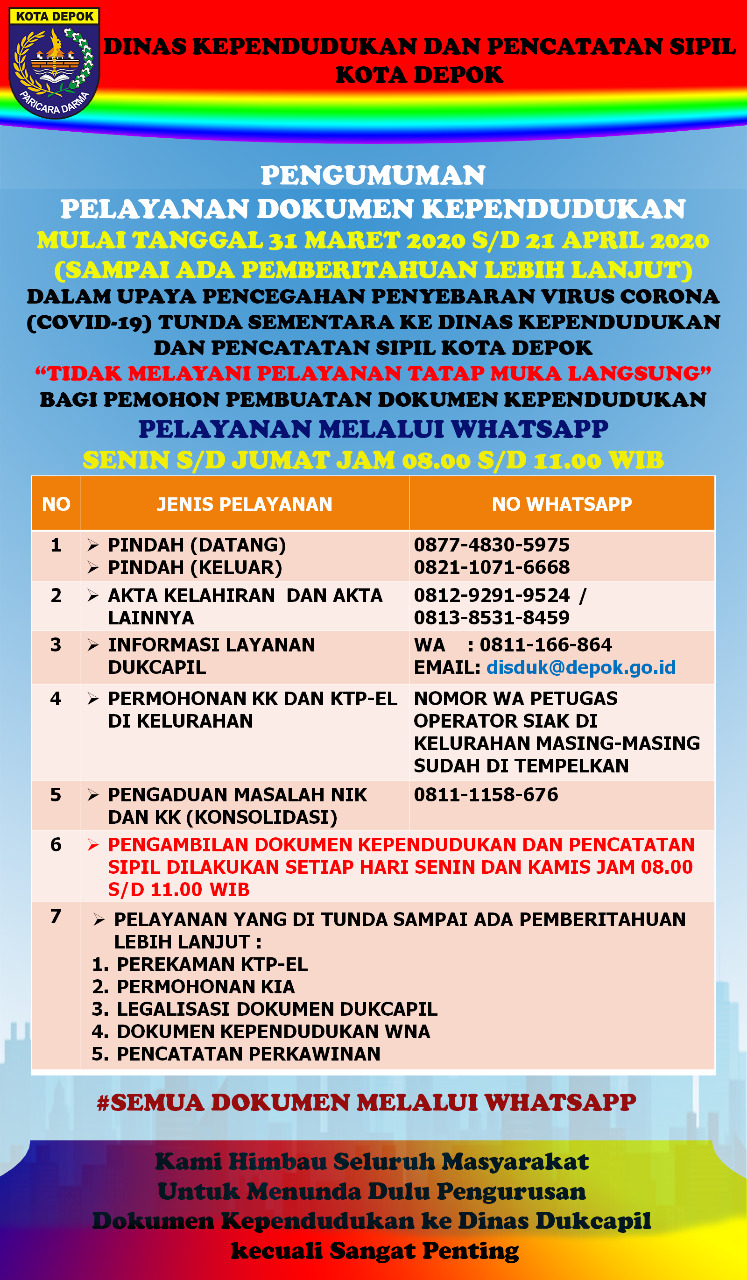 KOTA DEPOK
PARICARA DARMA
DINAS KEPENDUDUKAN DAN PENCATATAN SIPIL
KOTA DEPOK
PENGUMUMAN
PELAYANAN DOKUMEN KEPENDUDUKAN
MULAI TANGGAL 31 MARET 2020 S/D 21 APRIL 2020
(SAMPAI ADA PEMBERITAHUAN LEBIH LANJUT)
DALAM UPAYA PENCEGAHAN PENYEBARAN VIRUS CORONA
(COVID-19) TUNDA SEMENTARA KE DINAS KEPENDUDUKAN
DAN PENCATATAN SIPIL KOTA DEPOK
“TIDAK MELAYANI PELAYANAN TATAP MUKA LANGSUNG”
BAGI PEMOHON PEMBUATAN DOKUMEN KEPENDUDUKAN
PELAYANAN MELALUI WHATSAPP
SENIN S/D JUMAT JAM 08.00 S/D 11.00 WIB
NO JENIS PELAYANAN NO WHATSAPP
1 ➢ PINDAH (DATANG) 0877-4830-5975
➢ PINDAH (KELUAR) 0821-1071-6668
2 ➢ AKTA KELAHIRAN DAN AKTA 0812-9291-9524 /
LAINNYA 0813-8531-8459
3 ➢ INFORMASI LAYANAN WA : 0811-166-864
DUKCAPIL EMAIL: disduk@depok.go.id
4 ➢ PERMOHONAN KK DAN KTP-EL NOMOR WA PETUGAS
DI KELURAHAN OPERATOR SIAK DI
KELURAHAN MASING-MASING
SUDAH DI TEMPELKAN
5 ➢ PENGADUAN MASALAH NIK 0811-1158-676
DAN KK (KONSOLIDASI)
6 ➢ PENGAMBILAN DOKUMEN KEPENDUDUKAN DAN PENCATATAN
SIPIL DILAKUKAN SETIAP HARI SENIN DAN KAMIS JAM 08.00
S/D 11.00 WIB
7 ➢ PELAYANAN YANG DI TUNDA SAMPAI ADA PEMBERITAHUAN
LEBIH LANJUT :
1. PEREKAMAN KTP-EL
2. PERMOHONAN KIA
3. LEGALISASI DOKUMEN DUKCAPIL
4. DOKUMEN KEPENDUDUKAN WNA
5. PENCATATAN PERKAWINAN
#SEMUA DOKUMEN MELALUI WHATSAPP
Kami Himbau Seluruh Masyarakat
Untuk Menunda Dulu Pengurusan
Dokumen Kependudukan ke Dinas Dukcapil
kecuali Sangat Penting